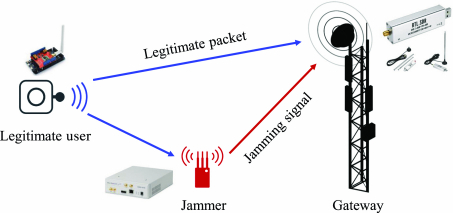 Legitimate packet
RTL-SDR
Legitimate user
Jamming signal
Jammer
Gateway